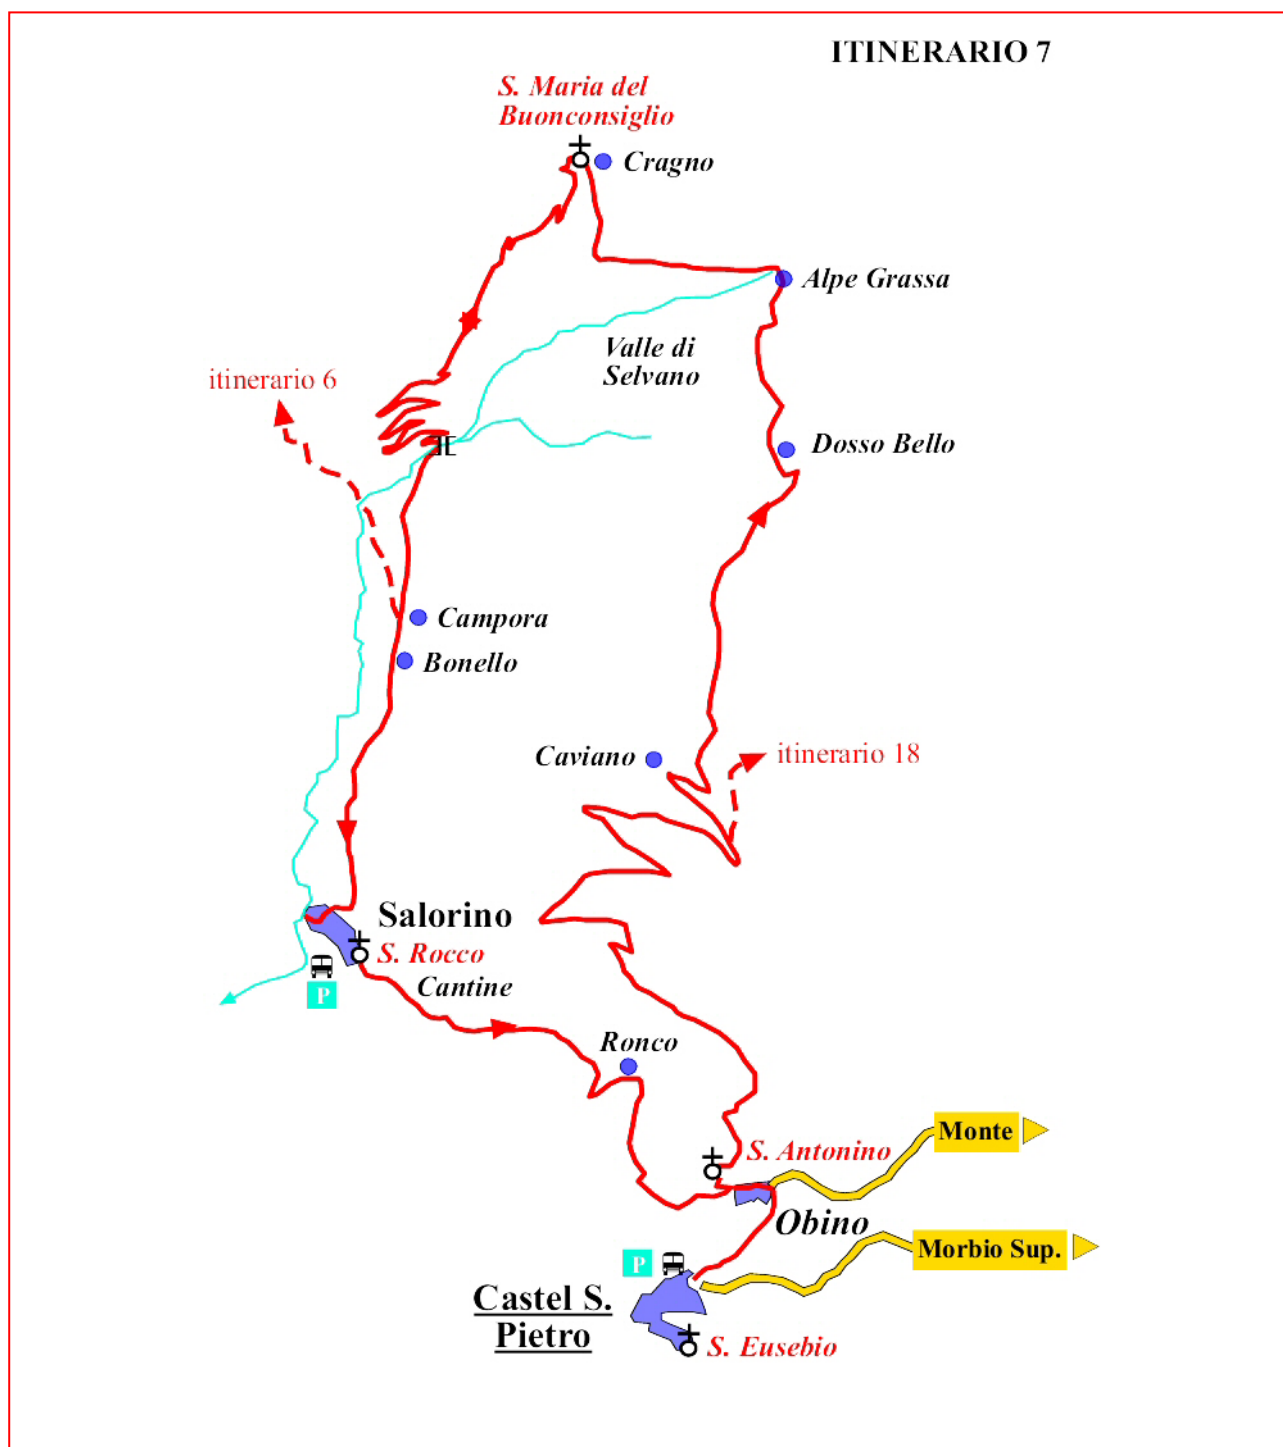 ITINERARIO 7
S. Maria del
Buonconsiglio
Cragno
Alpe Grassa
Valle di
Selvano
itinerario 6
Dosso Bello
Campora
Bonello
Caviano
itinerario 18
Salorino
S. Rocco
P
Cantine
Ronco
Monte
S. Antonino
Obino
Morbio Sup.
P
Castel S.
Pietro
S. Eusebio